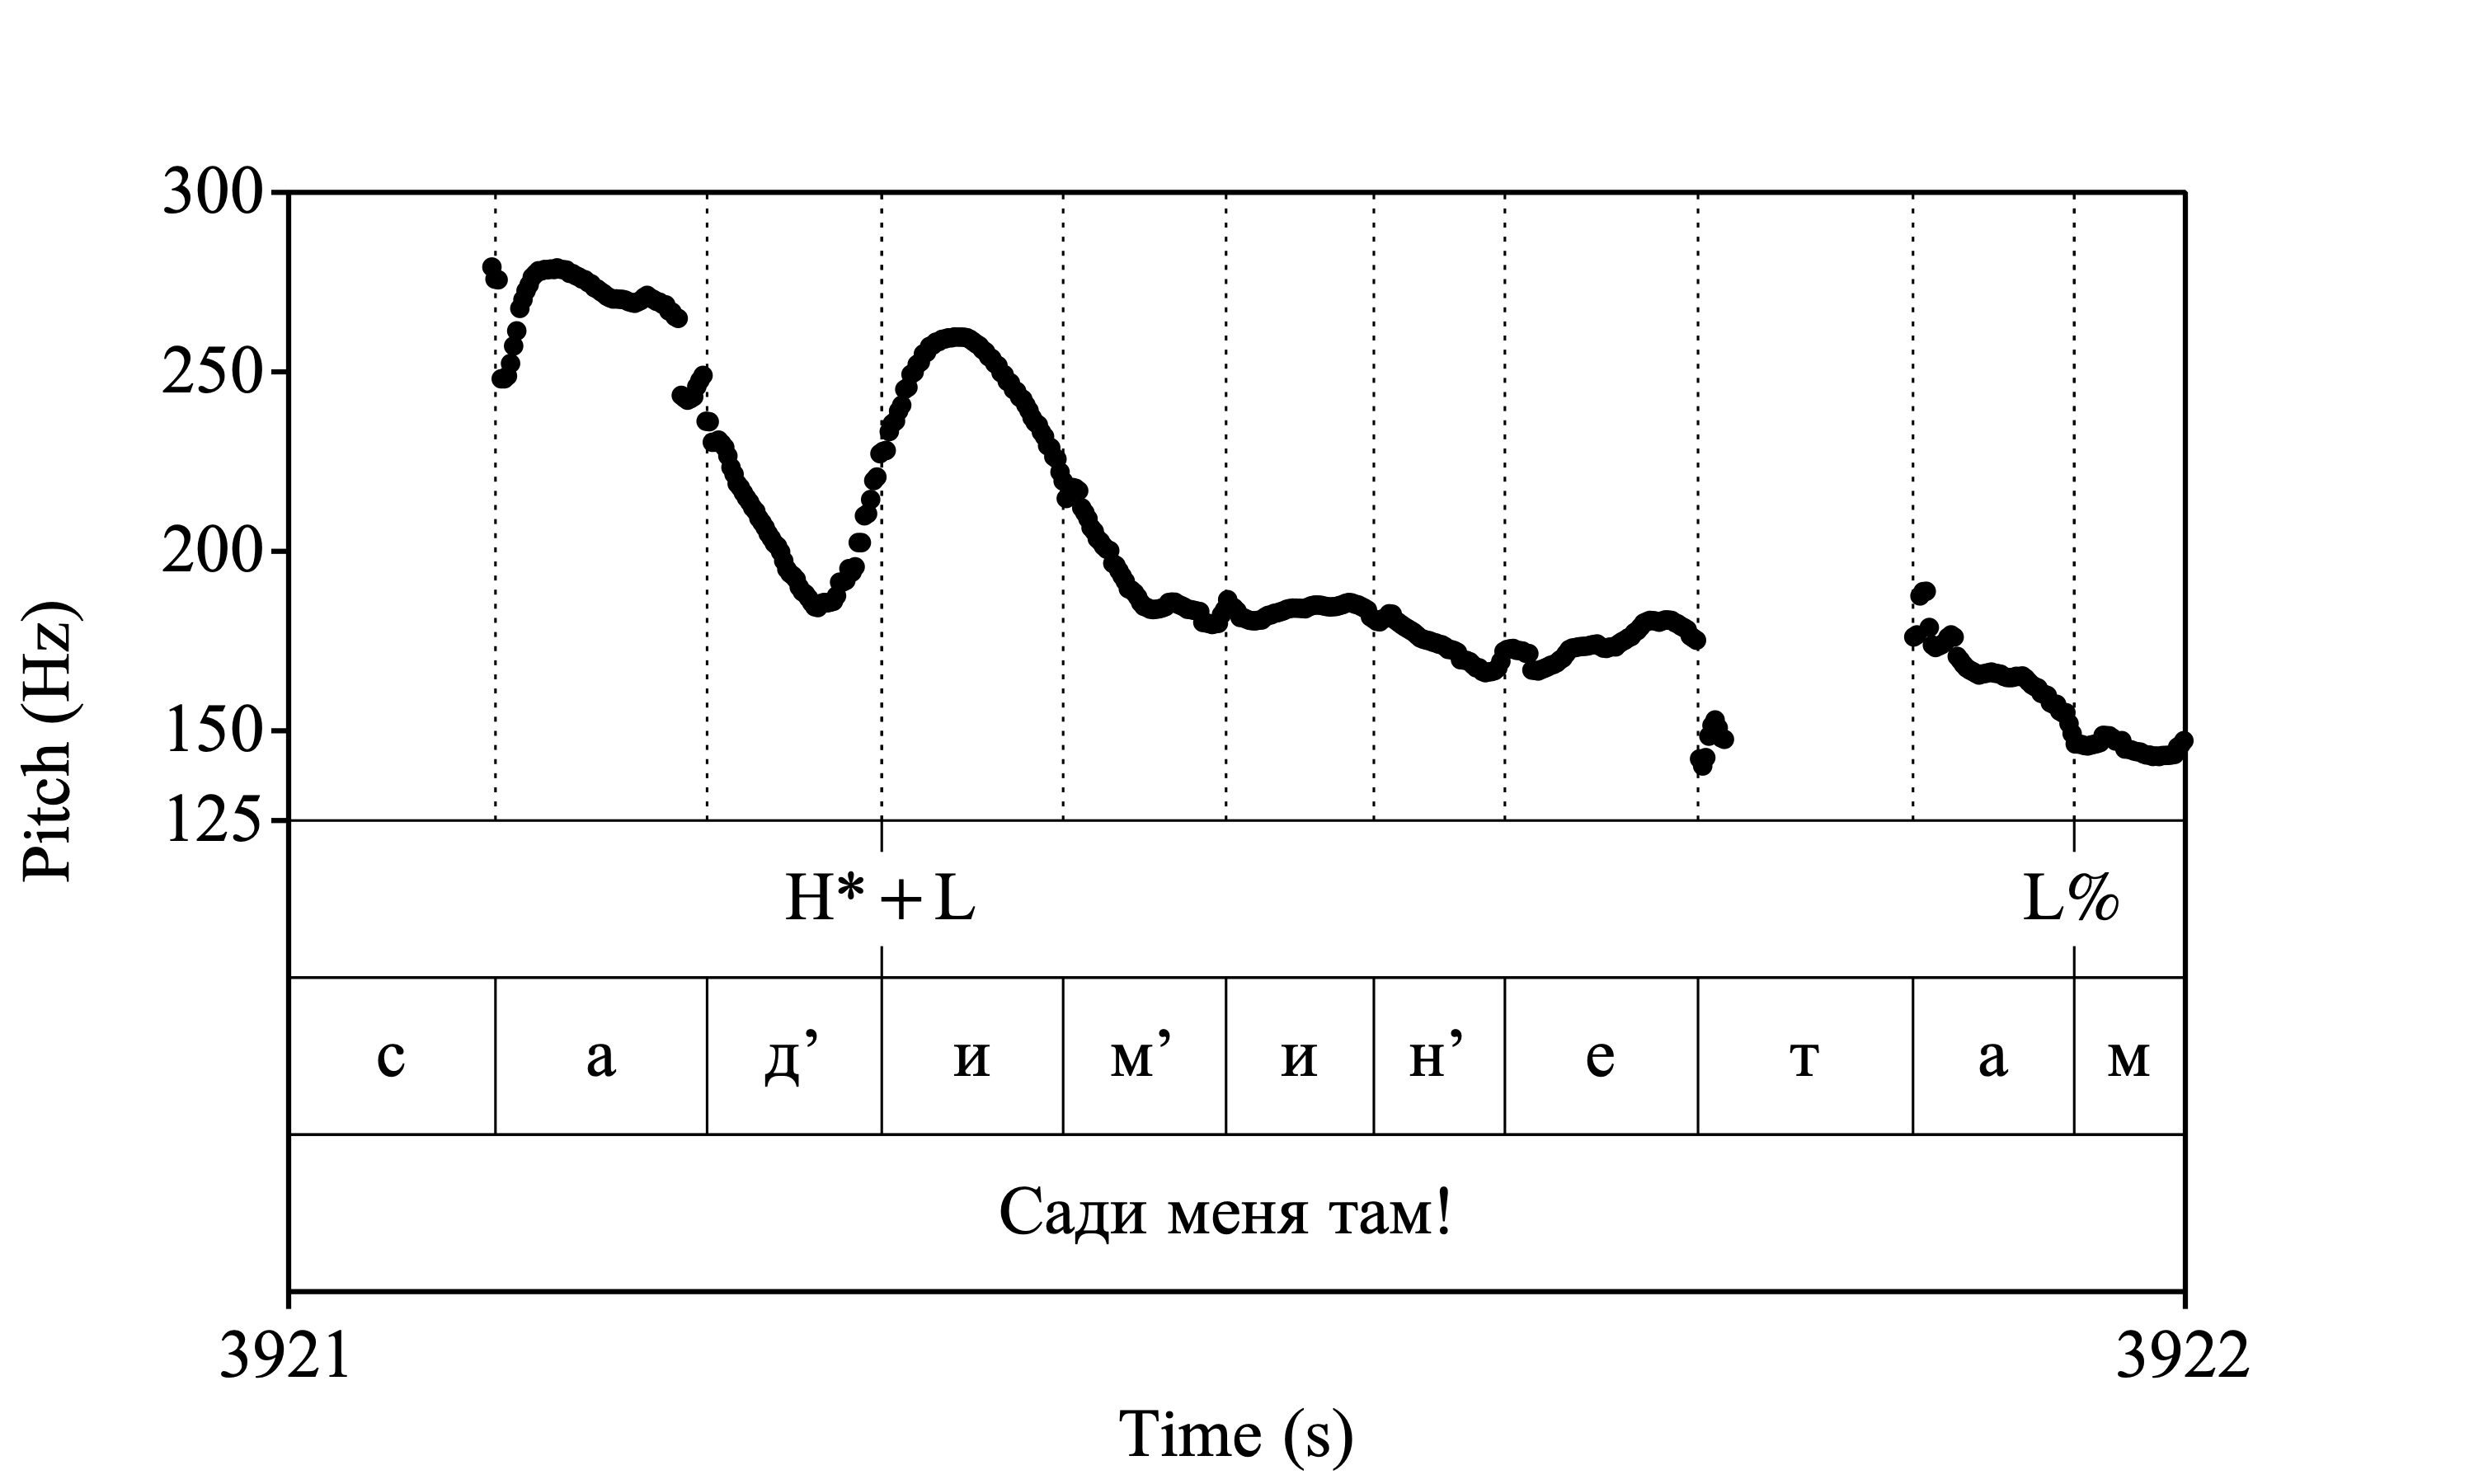 300
250
200
150
125
Pitch (Hz)
H*+L L%
с а д’ и м’ и н’ е т а м
Сади меня там!
3921 3922
Time (s)